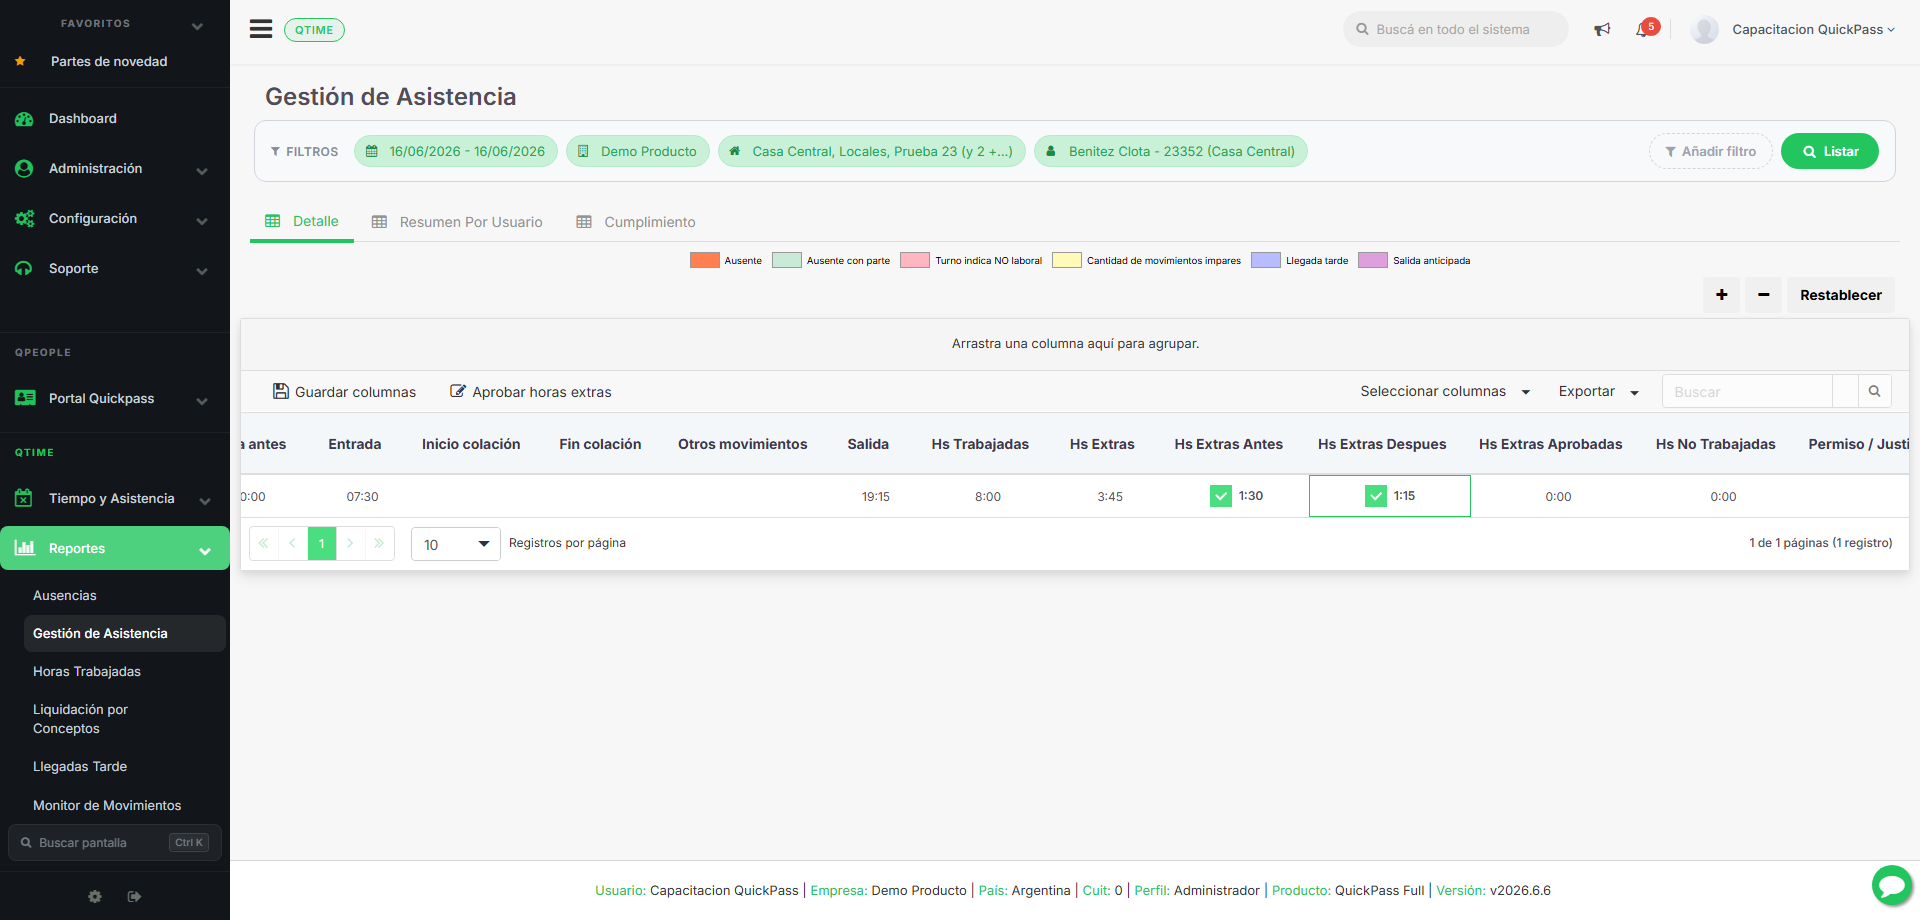 FAVORITOS
Partes de novedad
Dashboard
Administración
Configuración
Soporte
QPEOPLE
Portal Quickpass
QTIME
Tiempo y Asistencia
Reportes
Ausencias
Gestión de Asistencia
Horas Trabajadas
Liquidación por
Conceptos
Llegadas Tarde
Monitor de Movimientos
Buscar pantalla Ctrl K
QTIME
Buscá en todo el sistema
5
Capacitacion QuickPass
Gestión de Asistencia
FILTROS 16/06/2026 - 16/06/2026 Demo Producto Casa Central, Locales, Prueba 23 (y 2 +...) Benitez Clota - 23352 (Casa Central) Añadir filtro Listar
Detalle Resumen Por Usuario Cumplimiento
Ausente Ausente con parte Turno indica NO laboral Cantidad de movimientos impares Llegada tarde Salida anticipada
+ − Restablecer
Arrastra una columna aquí para agrupar.
Guardar columnas Aprobar horas extras Seleccionar columnas Exportar Buscar
a antes Entrada Inicio colación Fin colación Otros movimientos Salida Hs Trabajadas Hs Extras Hs Extras Antes Hs Extras Despues Hs Extras Aprobadas Hs No Trabajadas Permiso / Justi
0:00 07:30 19:15 8:00 3:45 1:30 1:15 0:00 0:00
« ‹ 1 › » 10 Registros por página 1 de 1 páginas (1 registro)
Usuario: Capacitacion QuickPass | Empresa: Demo Producto | País: Argentina | Cuit: 0 | Perfil: Administrador | Producto: QuickPass Full | Versión: v2026.6.6